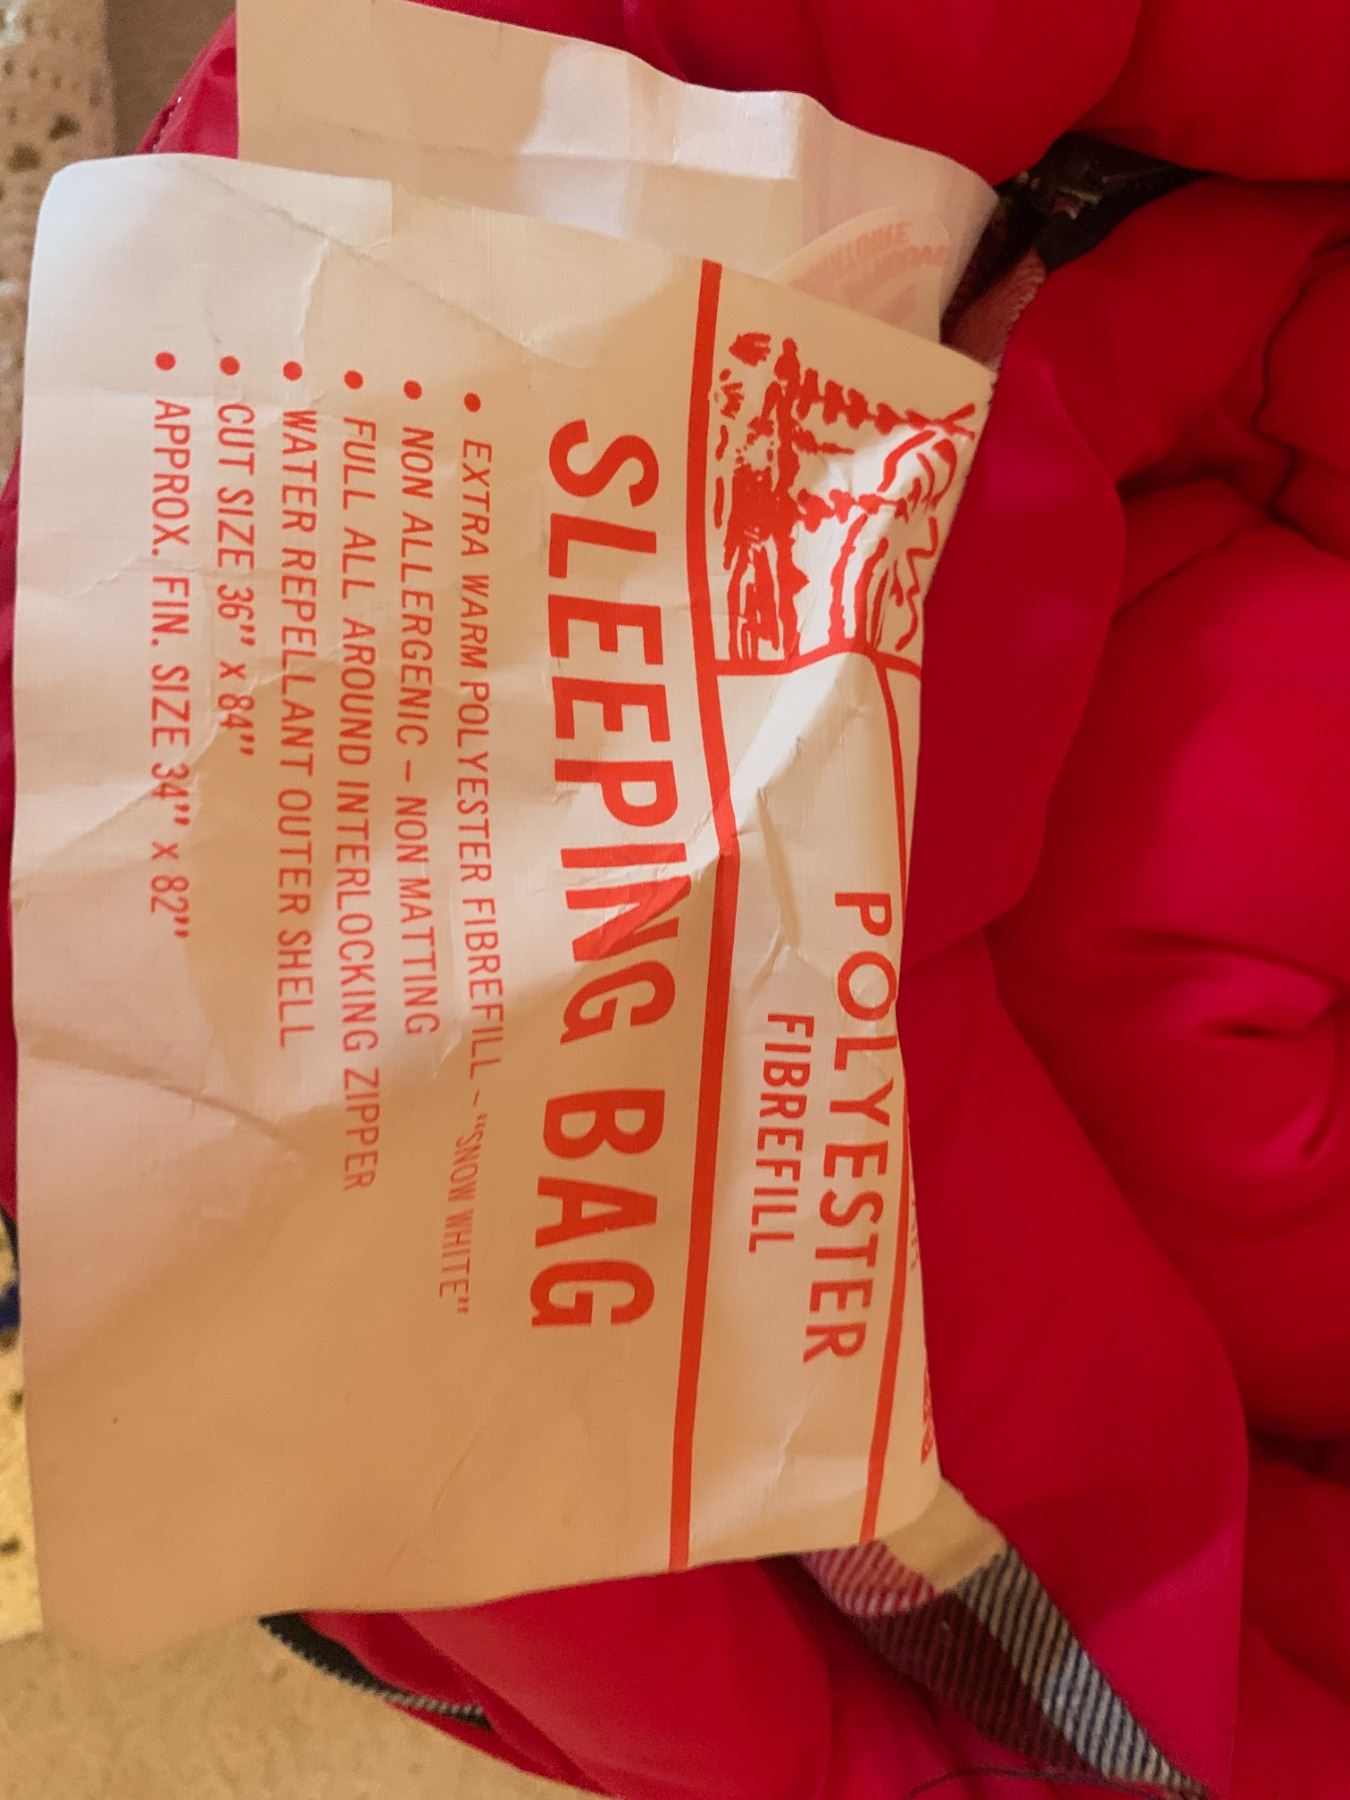 POLYESTER
FIBREFILL
SLEEPING BAG
• EXTRA WARM POLYESTER FIBREFILL – "SNOW WHITE"
• NON ALLERGENIC – NON MATTING
• FULL ALL AROUND INTERLOCKING ZIPPER
• WATER REPELLANT OUTER SHELL
• CUT SIZE 36” x 84”
• APPROX. FIN. SIZE 34” x 82”